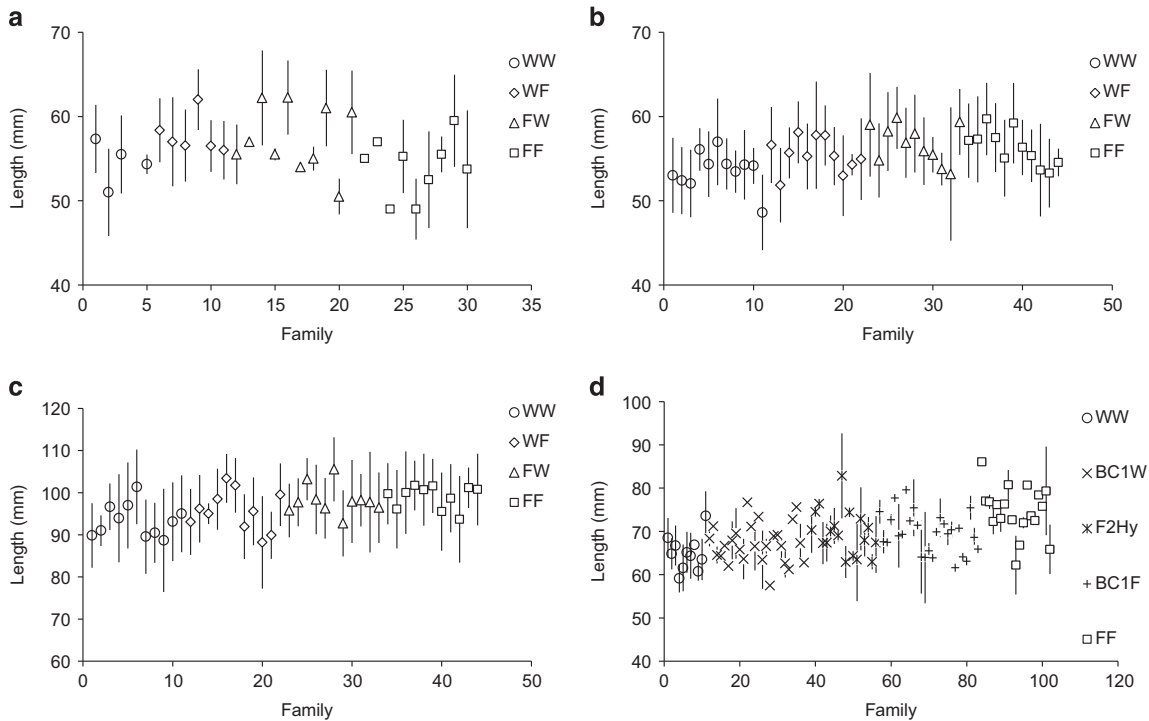 a
70
60
50
40
Length (mm)
0 5 10 15 20 25 30 35
Family
WW
WF
FW
FF
b
70
60
50
40
Length (mm)
0 10 20 30 40 50
Family
WW
WF
FW
FF
c
120
110
100
90
80
70
60
Length (mm)
0 10 20 30 40 50
Family
WW
WF
FW
FF
d
100
90
80
70
60
50
40
Length (mm)
0 20 40 60 80 100 120
Family
WW
BC1W
F2Hy
BC1F
FF